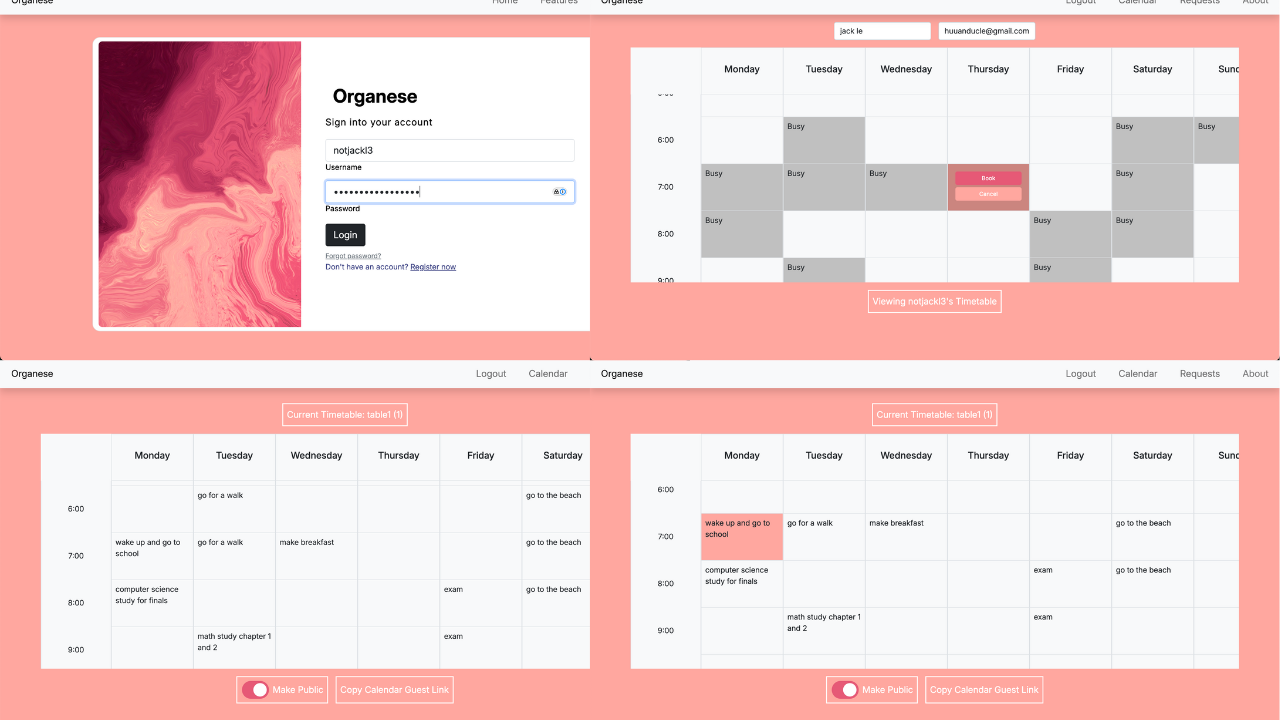 Organese
Home
Features
Organese
Sign into your account
notjackl3
Username
Password
Login
Forgot password?
Don't have an account? Register now
Organese
Logout
Calendar
Requests
About
jack le
huuanducle@gmail.com
Monday
Tuesday
Wednesday
Thursday
Friday
Saturday
Sunc
6:00
Busy
Busy
Busy
7:00
Busy
Busy
Busy
Book
Cancel
Busy
8:00
Busy
Busy
Busy
9:00
Busy
Busy
Viewing notjackl3's Timetable
Organese
Logout
Calendar
Current Timetable: table1 (1)
Monday
Tuesday
Wednesday
Thursday
Friday
Saturday
6:00
go for a walk
go to the beach
7:00
wake up and go to
school
go for a walk
make breakfast
go to the beach
8:00
computer science
study for finals
exam
go to the beach
9:00
math study chapter 1
and 2
exam
Make Public
Copy Calendar Guest Link
Organese
Logout
Calendar
Requests
About
Current Timetable: table1 (1)
Monday
Tuesday
Wednesday
Thursday
Friday
Saturday
Sunc
6:00
7:00
wake up and go to
school
go for a walk
make breakfast
go to the beach
8:00
computer science
study for finals
exam
go to the beach
9:00
math study chapter 1
and 2
exam
Make Public
Copy Calendar Guest Link